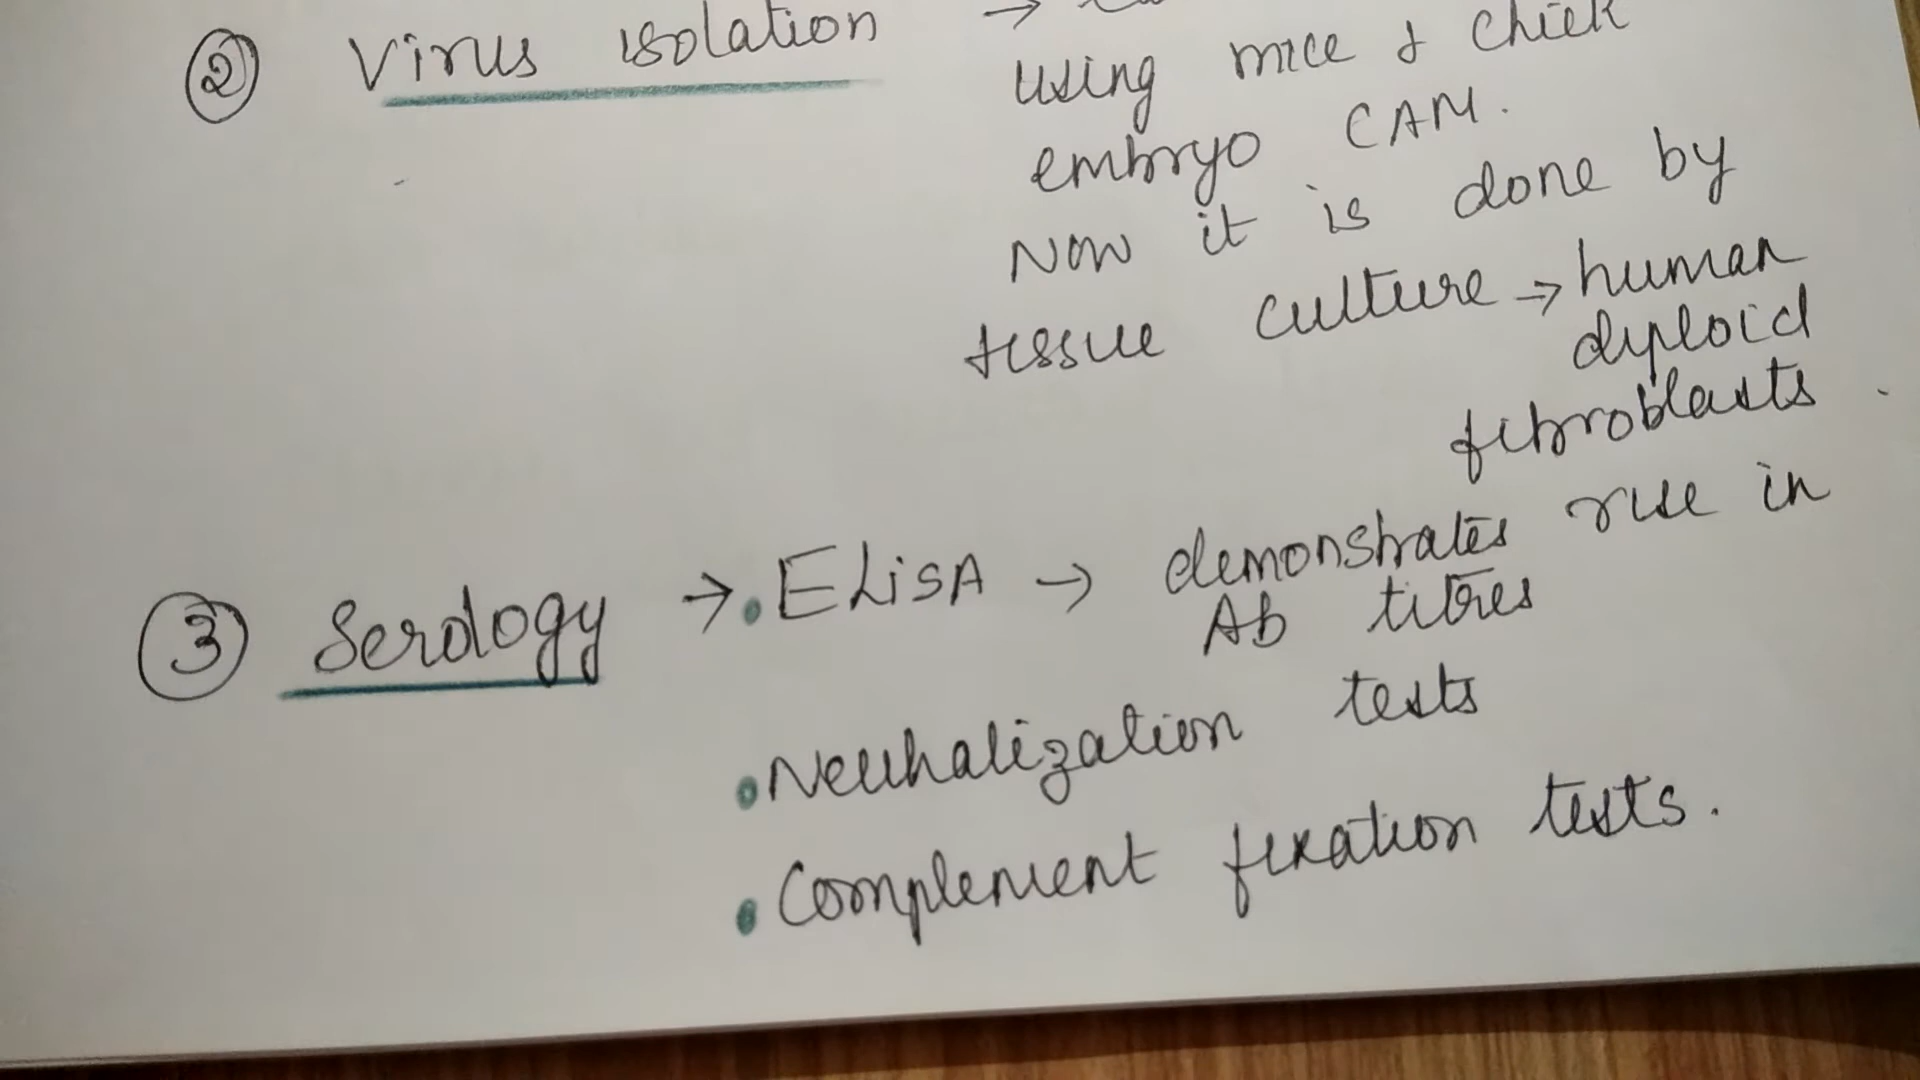 ② Virus isolation →
using mice & chick
embryo CAM.
Now it is done by
tissue culture → human
diploid
fibroblasts.
③ Serology → • ELisA → demonstrates rise in
Ab titres
• Neutralization tests
• Complement fixation tests.